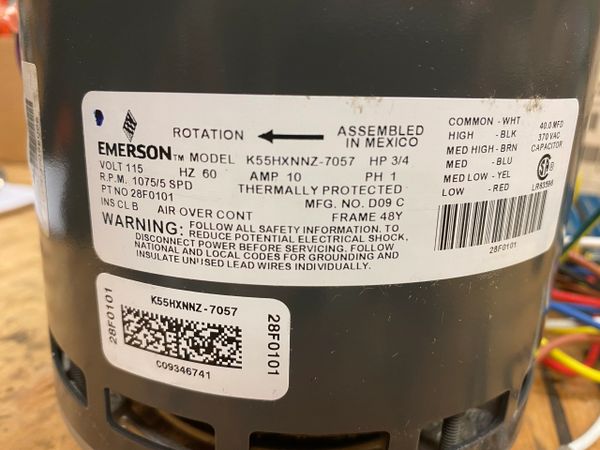 ROTATION
ASSEMBLED
IN MEXICO
EMERSON™ MODEL K55HXNNZ-7057 HP 3/4
VOLT 115 HZ 60 AMP 10 PH 1
R.P.M. 1075/5 SPD THERMALLY PROTECTED
PT NO 28F0101 MFG. NO. D09 C
INS CL B AIR OVER CONT FRAME 48Y
WARNING: FOLLOW ALL SAFETY INFORMATION. TO
REDUCE POTENTIAL ELECTRICAL SHOCK,
DISCONNECT POWER BEFORE SERVICING. FOLLOW
NATIONAL AND LOCAL CODES FOR GROUNDING AND
INSULATE UNUSED LEAD WIRES INDIVIDUALLY.
COMMON - WHT 40.0 MFD
HIGH - BLK 370 VAC
MED HIGH - BRN CAPACITOR
MED - BLU
MED LOW - YEL
LOW - RED
28F0101
K55HXNNZ-7057
28F0101
28F0101
C09346741